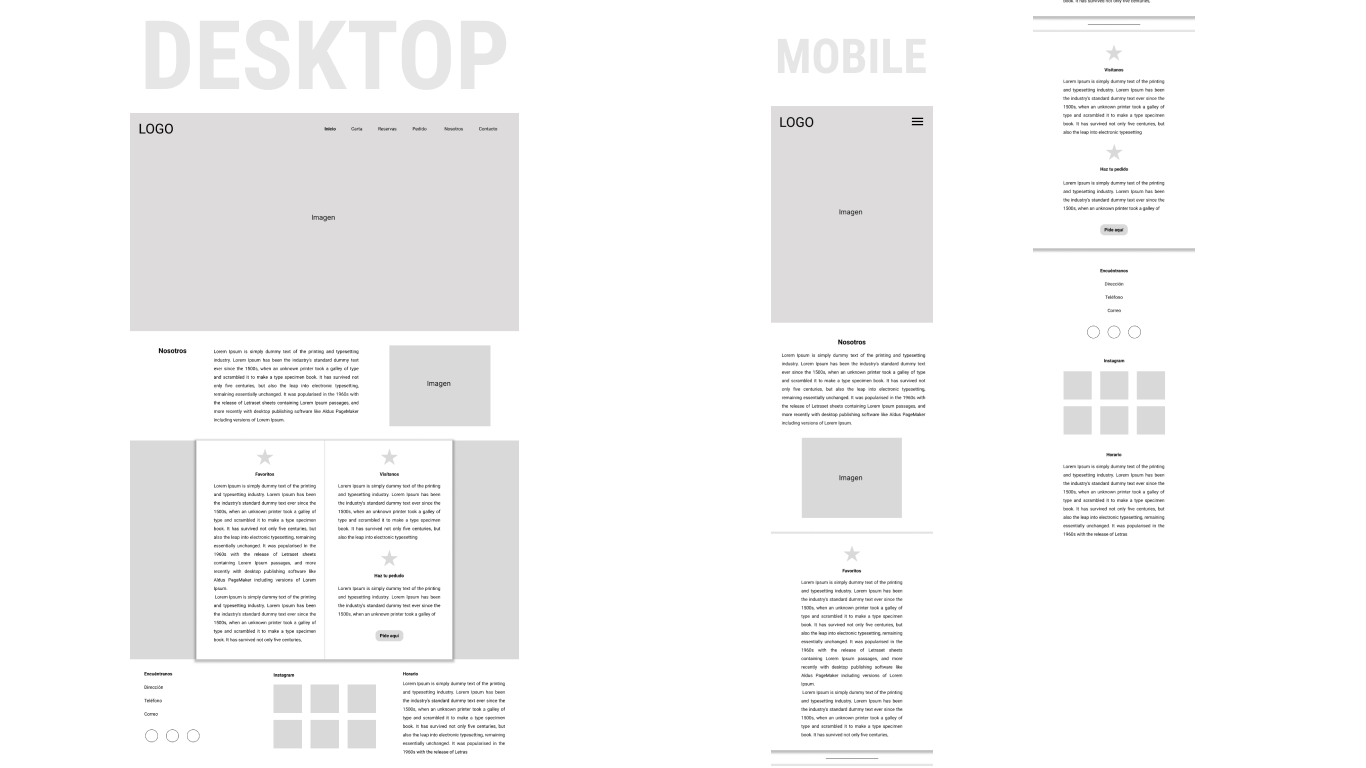 DESKTOP
LOGO
Inicio Carta Reservas Pedido Nosotros Contacto
Imagen
Nosotros
Lorem Ipsum is simply dummy text of the printing and typesetting
industry. Lorem Ipsum has been the industry's standard dummy text
ever since the 1500s, when an unknown printer took a galley of type
and scrambled it to make a type specimen book. It has survived not
only five centuries, but also the leap into electronic typesetting,
remaining essentially unchanged. It was popularised in the 1960s with
the release of Letraset sheets containing Lorem Ipsum passages, and
more recently with desktop publishing software like Aldus PageMaker
including versions of Lorem Ipsum.
Imagen
Favoritos
Lorem Ipsum is simply dummy text of the printing
and typesetting industry. Lorem Ipsum has been
the industry's standard dummy text ever since the
1500s, when an unknown printer took a galley of
type and scrambled it to make a type specimen
book. It has survived not only five centuries, but
also the leap into electronic typesetting, remaining
essentially unchanged. It was popularised in the
1960s with the release of Letraset sheets
containing Lorem Ipsum passages, and more
recently with desktop publishing software like
Aldus PageMaker including versions of Lorem
Ipsum.
Lorem Ipsum is simply dummy text of the printing
and typesetting industry. Lorem Ipsum has been
the industry's standard dummy text ever since the
1500s, when an unknown printer took a galley of
type and scrambled it to make a type specimen
book. It has survived not only five centuries,
Visítanos
Lorem Ipsum is simply dummy text of the printing
and typesetting industry. Lorem Ipsum has been
the industry's standard dummy text ever since the
1500s, when an unknown printer took a galley of
type and scrambled it to make a type specimen
book. It has survived not only five centuries, but
also the leap into electronic typesetting
Haz tu pedudo
Lorem Ipsum is simply dummy text of the printing
and typesetting industry. Lorem Ipsum has been
the industry's standard dummy text ever since the
1500s, when an unknown printer took a galley of
Pide aquí
Encuéntranos
Dirección
Teléfono
Correo
Instagram
Horario
Lorem Ipsum is simply dummy text of the printing
and typesetting industry. Lorem Ipsum has been
the industry's standard dummy text ever since the
1500s, when an unknown printer took a galley of
type and scrambled it to make a type specimen
book. It has survived not only five centuries, but
also the leap into electronic typesetting, remaining
essentially unchanged. It was popularised in the
1960s with the release of Letras
MOBILE
LOGO
Imagen
Nosotros
Lorem Ipsum is simply dummy text of the printing and typesetting
industry. Lorem Ipsum has been the industry's standard dummy text
ever since the 1500s, when an unknown printer took a galley of type
and scrambled it to make a type specimen book. It has survived not
only five centuries, but also the leap into electronic typesetting,
remaining essentially unchanged. It was popularised in the 1960s with
the release of Letraset sheets containing Lorem Ipsum passages, and
more recently with desktop publishing software like Aldus PageMaker
including versions of Lorem Ipsum.
Imagen
Favoritos
Lorem Ipsum is simply dummy text of the printing
and typesetting industry. Lorem Ipsum has been
the industry's standard dummy text ever since the
1500s, when an unknown printer took a galley of
type and scrambled it to make a type specimen
book. It has survived not only five centuries, but
also the leap into electronic typesetting, remaining
essentially unchanged. It was popularised in the
1960s with the release of Letraset sheets
containing Lorem Ipsum passages, and more
recently with desktop publishing software like
Aldus PageMaker including versions of Lorem
Ipsum.
Lorem Ipsum is simply dummy text of the printing
and typesetting industry. Lorem Ipsum has been
the industry's standard dummy text ever since the
1500s, when an unknown printer took a galley of
type and scrambled it to make a type specimen
book. It has survived not only five centuries,
book. It has survived not only five centuries,
Visítanos
Lorem Ipsum is simply dummy text of the printing
and typesetting industry. Lorem Ipsum has been
the industry's standard dummy text ever since the
1500s, when an unknown printer took a galley of
type and scrambled it to make a type specimen
book. It has survived not only five centuries, but
also the leap into electronic typesetting
Haz tu pedido
Lorem Ipsum is simply dummy text of the printing
and typesetting industry. Lorem Ipsum has been
the industry's standard dummy text ever since the
1500s, when an unknown printer took a galley of
Pide aquí
Encuéntranos
Dirección
Teléfono
Correo
Instagram
Horario
Lorem Ipsum is simply dummy text of the printing
and typesetting industry. Lorem Ipsum has been
the industry's standard dummy text ever since the
1500s, when an unknown printer took a galley of
type and scrambled it to make a type specimen
book. It has survived not only five centuries, but
also the leap into electronic typesetting, remaining
essentially unchanged. It was popularised in the
1960s with the release of Letras